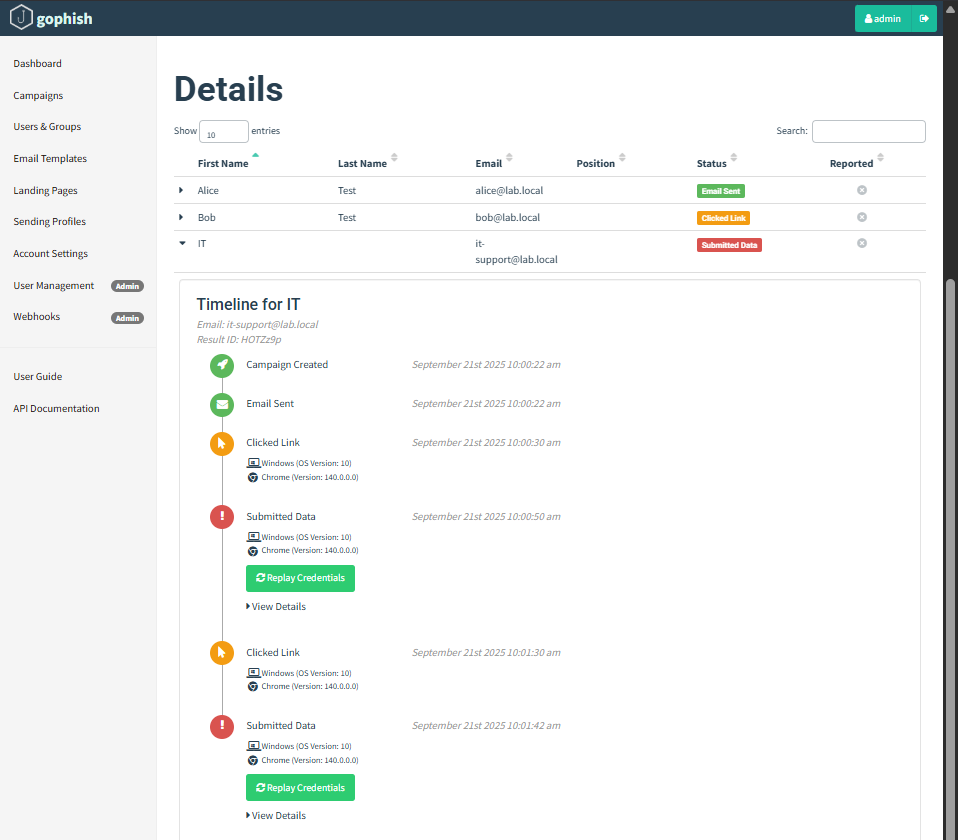 gophish
admin
Dashboard
Campaigns
Users & Groups
Email Templates
Landing Pages
Sending Profiles
Account Settings
User Management Admin
Webhooks Admin
User Guide
API Documentation
Details
Show 10 entries
Search:
First Name Last Name Email Position Status Reported
Alice Test alice@lab.local Email Sent
Bob Test bob@lab.local Clicked Link
IT it-support@lab.local Submitted Data
Timeline for IT
Email: it-support@lab.local
Result ID: HOTZz9p
Campaign Created September 21st 2025 10:00:22 am
Email Sent September 21st 2025 10:00:22 am
Clicked Link September 21st 2025 10:00:30 am
Windows (OS Version: 10)
Chrome (Version: 140.0.0.0)
Submitted Data September 21st 2025 10:00:50 am
Windows (OS Version: 10)
Chrome (Version: 140.0.0.0)
Replay Credentials
View Details
Clicked Link September 21st 2025 10:01:30 am
Windows (OS Version: 10)
Chrome (Version: 140.0.0.0)
Submitted Data September 21st 2025 10:01:42 am
Windows (OS Version: 10)
Chrome (Version: 140.0.0.0)
Replay Credentials
View Details